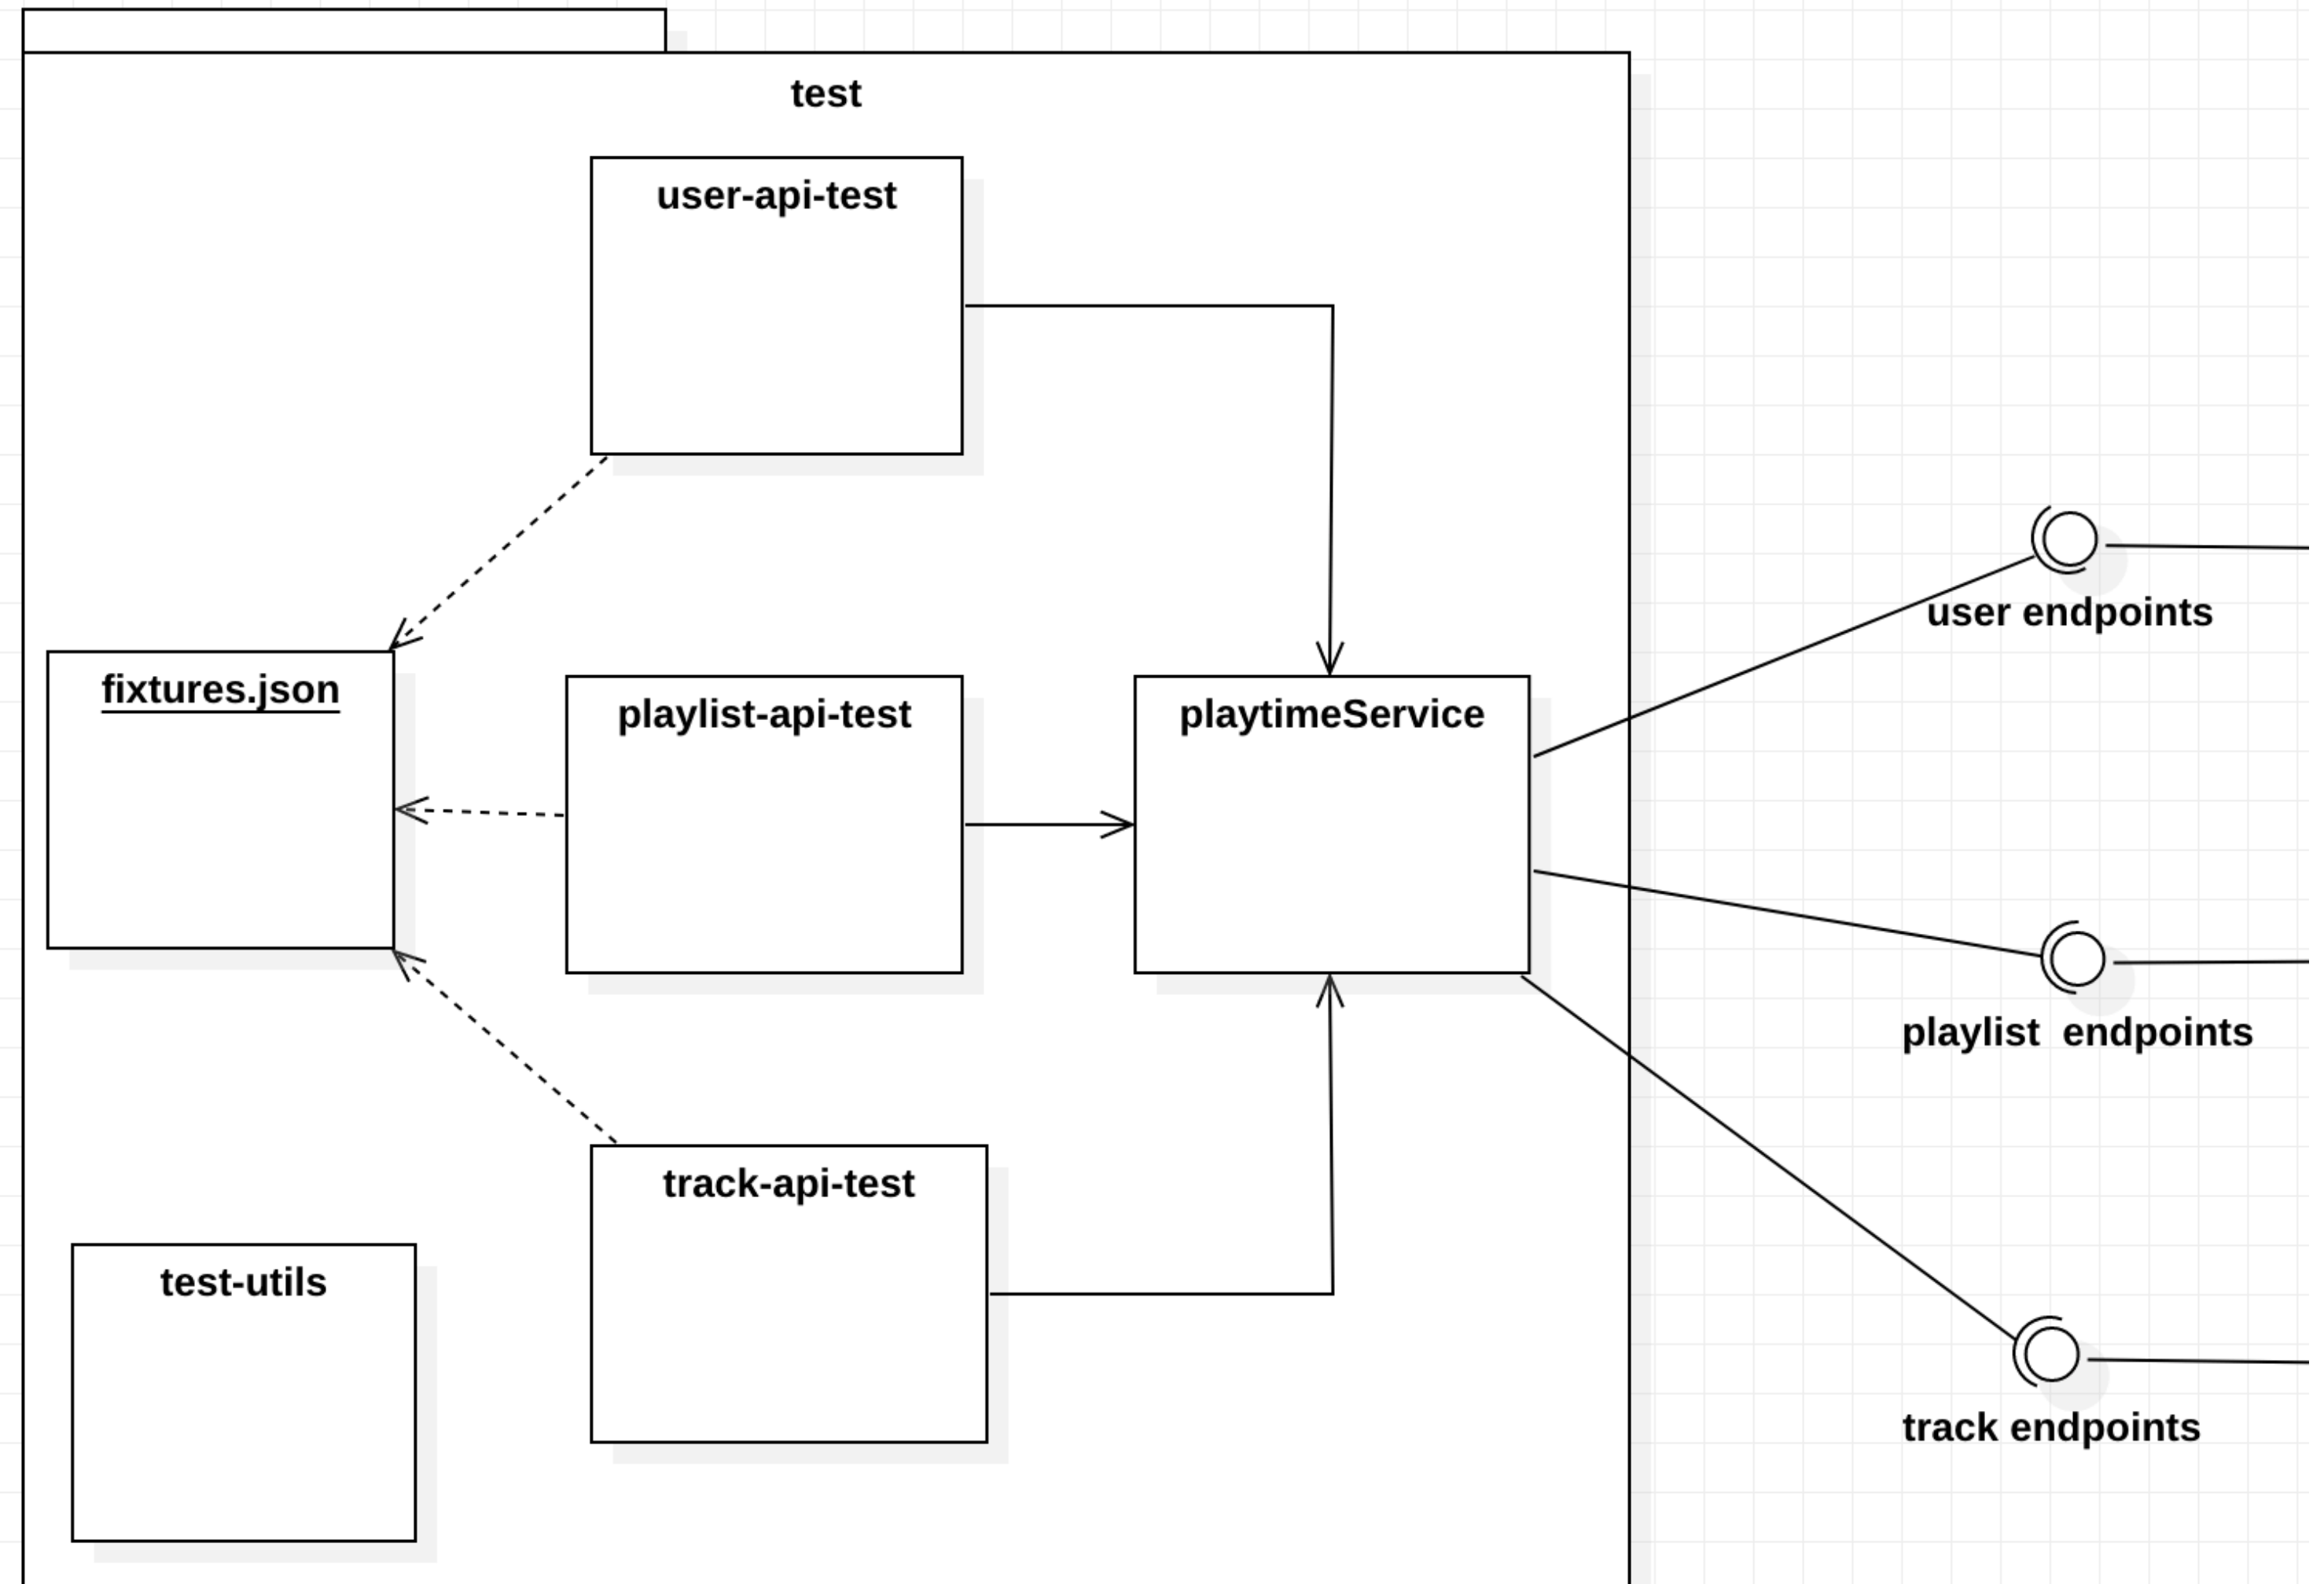 test
user-api-test
user endpoints
fixtures.json
playlist-api-test
playtimeService
playlist  endpoints
track-api-test
test-utils
track endpoints